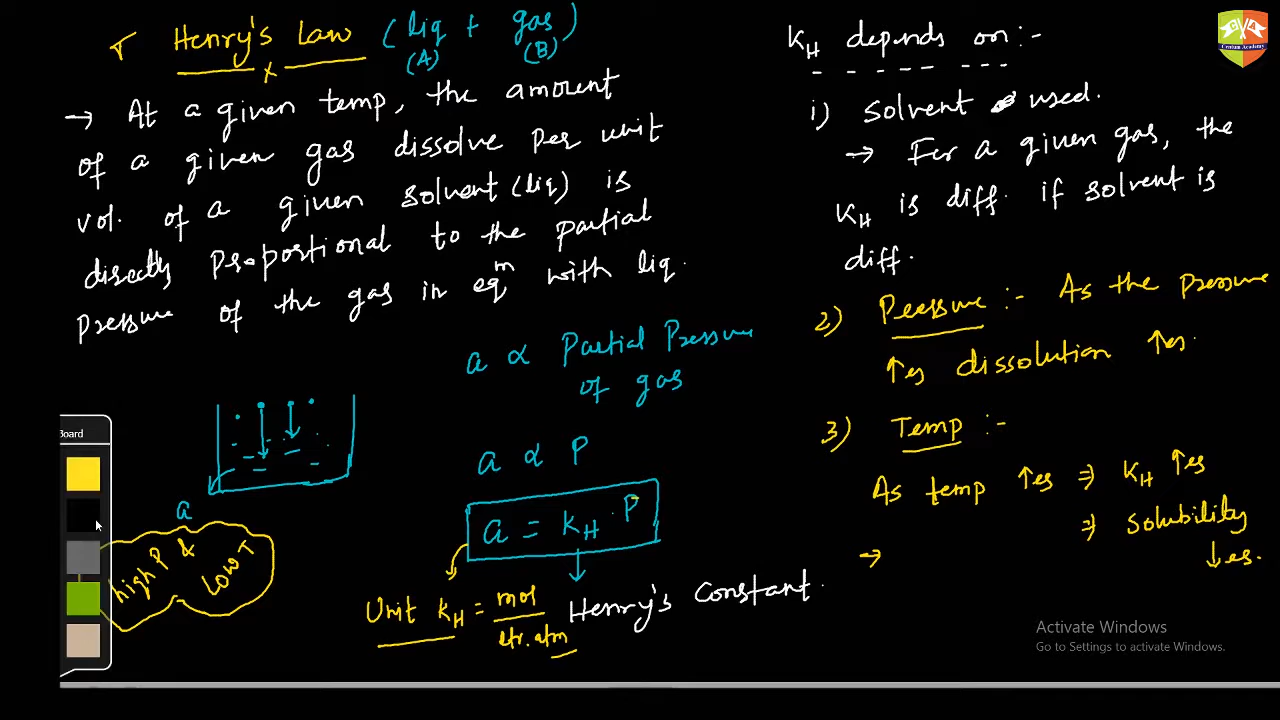 Henry's Law (liq + gas)
(A) (B)
→ At a given temp, the amount
of a given gas dissolve per unit
vol. of a given solvent (liq) is
directly proportional to the partial
pressure of the gas in eqm with liq.
a ∝ Partial Pressure
of gas
a ∝ P
a = KH . P
a
high P &
low T
Unit KH = mol
ltr. atm
Henry's Constant.
KH depends on :-
i) Solvent used.
→ For a given gas, the
KH is diff. if solvent is
diff.
2) Pressure :- As the pressure
↑es dissolution ↑es.
3) Temp :-
As temp ↑es ⇒ KH ↑es
⇒ Solubility
↓es.
→
Board
Centum Academy
Activate Windows
Go to Settings to activate Windows.